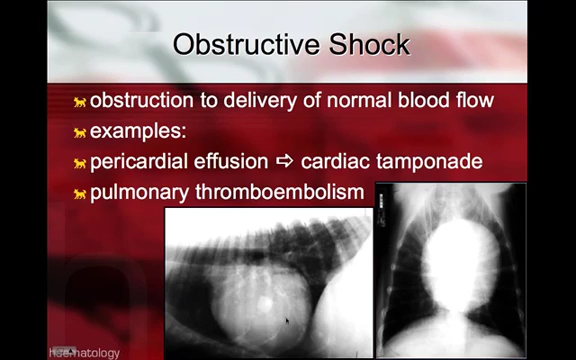 Obstructive Shock
obstruction to delivery of normal blood flow
examples:
pericardial effusion ⇨ cardiac tamponade
pulmonary thromboembolism